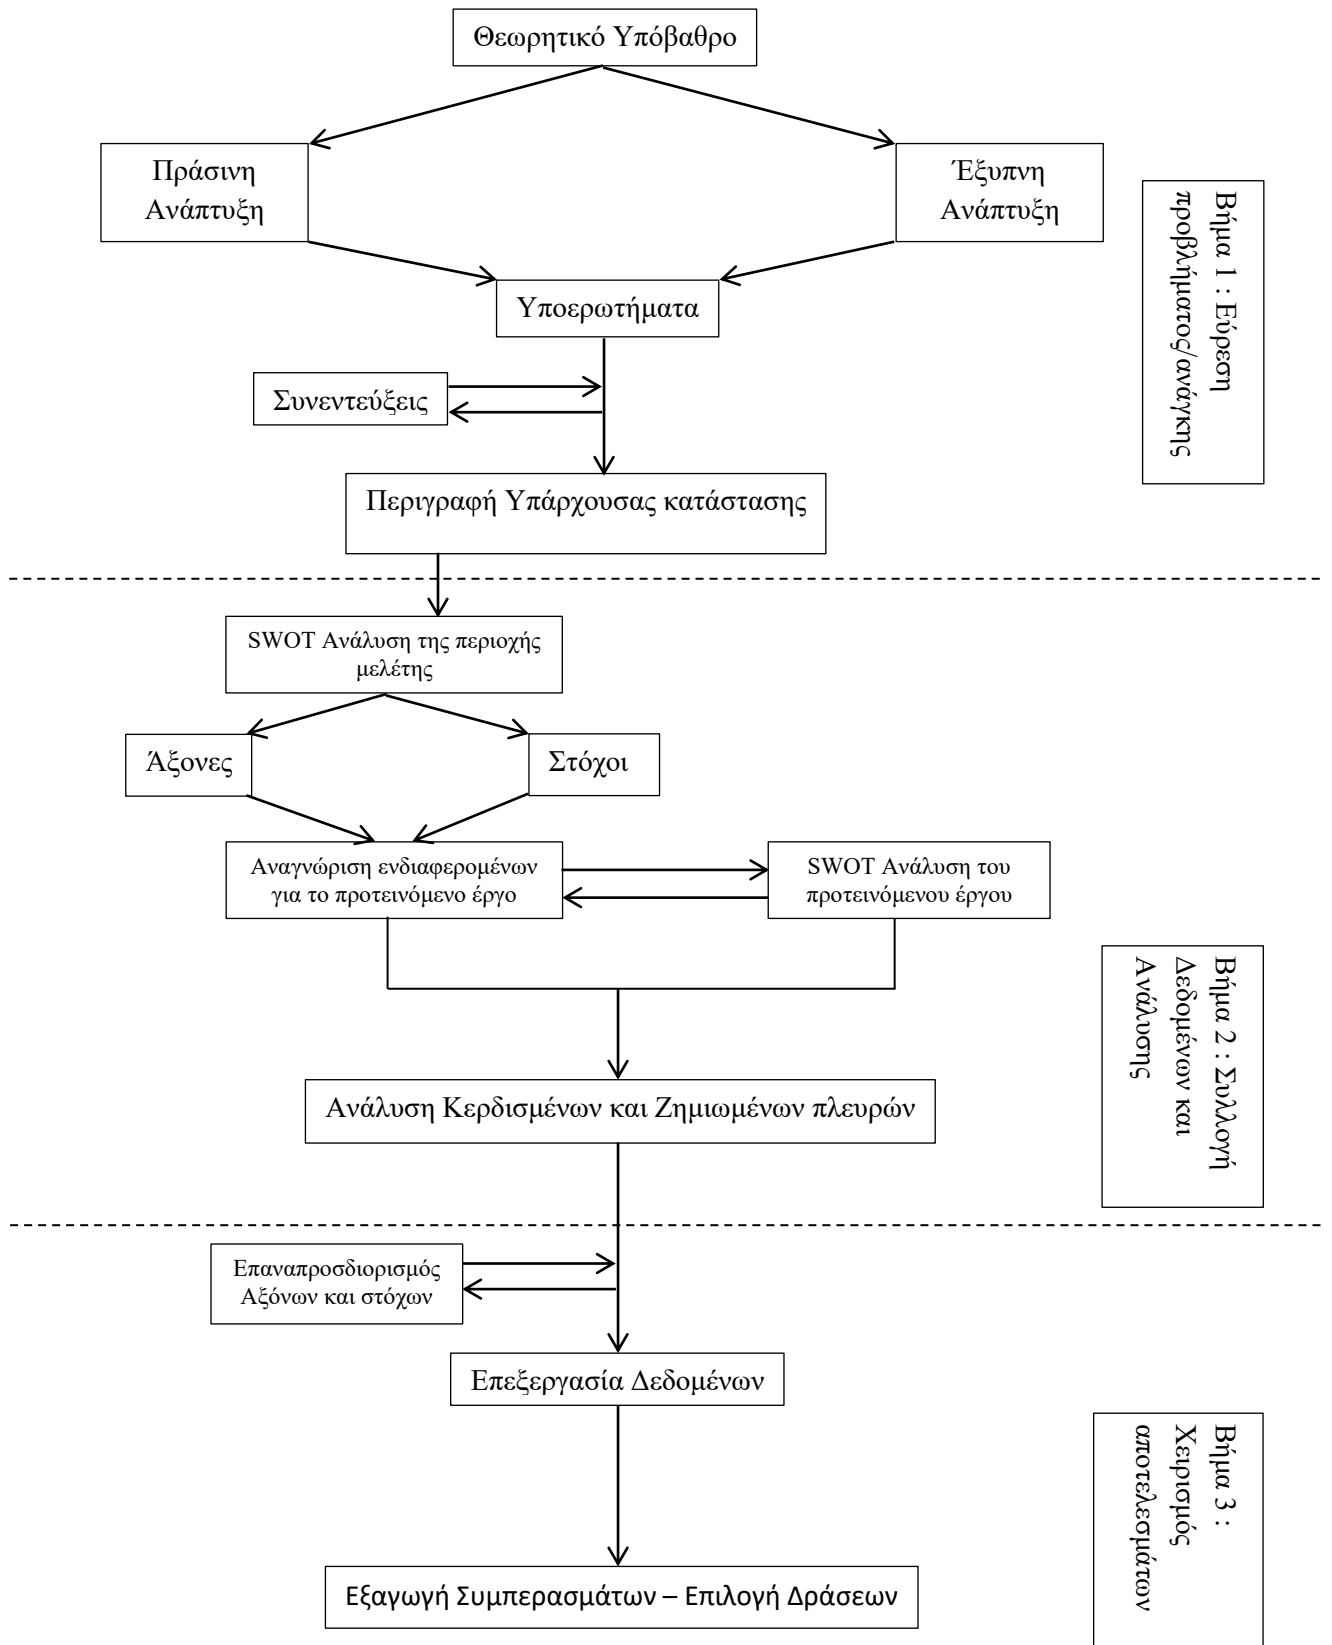 Θεωρητικό Υπόβαθρο
Πράσινη
Ανάπτυξη
Έξυπνη
Ανάπτυξη
Βήμα 1 : Εύρεση
προβλήματος/ανάγκης
Υποερωτήματα
Συνεντεύξεις
Περιγραφή Υπάρχουσας κατάστασης
SWOT Ανάλυση της περιοχής
μελέτης
Άξονες
Στόχοι
Αναγνώριση ενδιαφερομένων
για το προτεινόμενο έργο
SWOT Ανάλυση του
προτεινόμενου έργου
Βήμα 2 : Συλλογή
Δεδομένων και
Ανάλυσης
Ανάλυση Κερδισμένων και Ζημιωμένων πλευρών
Επαναπροσδιορισμός
Αξόνων και στόχων
Επεξεργασία Δεδομένων
Βήμα 3 :
Χειρισμός
αποτελεσμάτων
Εξαγωγή Συμπερασμάτων – Επιλογή Δράσεων